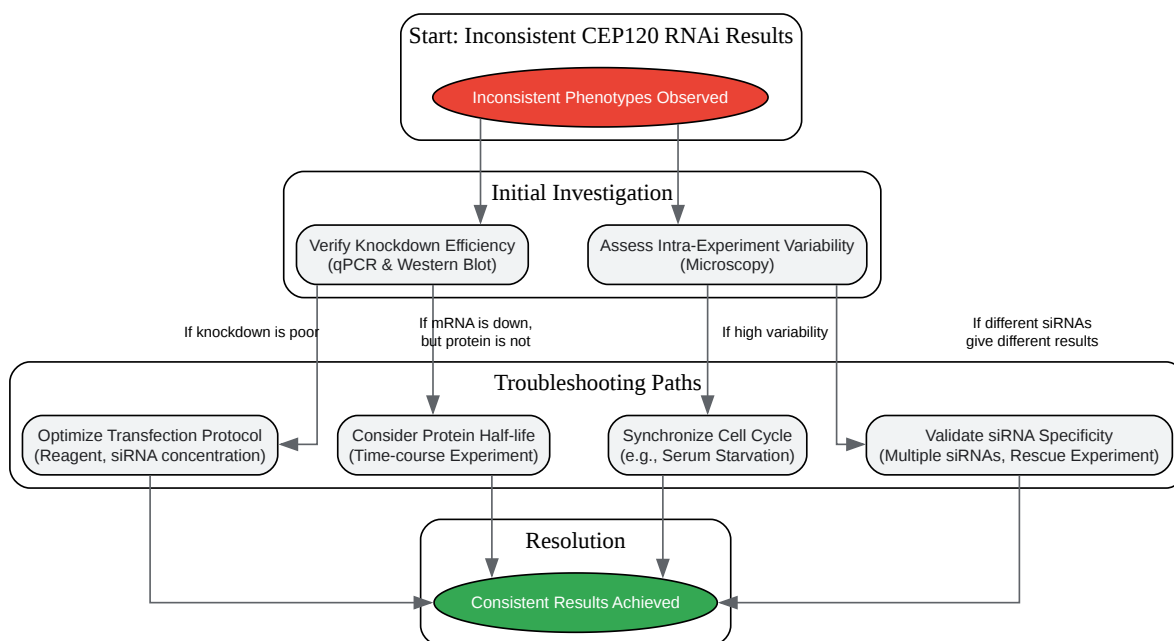 Start: Inconsistent CEP120 RNAi Results
Inconsistent Phenotypes Observed
Initial Investigation
Verify Knockdown Efficiency
(qPCR & Western Blot)
Assess Intra-Experiment Variability
(Microscopy)
If knockdown is poor
If mRNA is down,
but protein is not
If high variability
If different siRNAs
give different results
Troubleshooting Paths
Optimize Transfection Protocol
(Reagent, siRNA concentration)
Consider Protein Half-life
(Time-course Experiment)
Synchronize Cell Cycle
(e.g., Serum Starvation)
Validate siRNA Specificity
(Multiple siRNAs, Rescue Experiment)
Resolution
Consistent Results Achieved